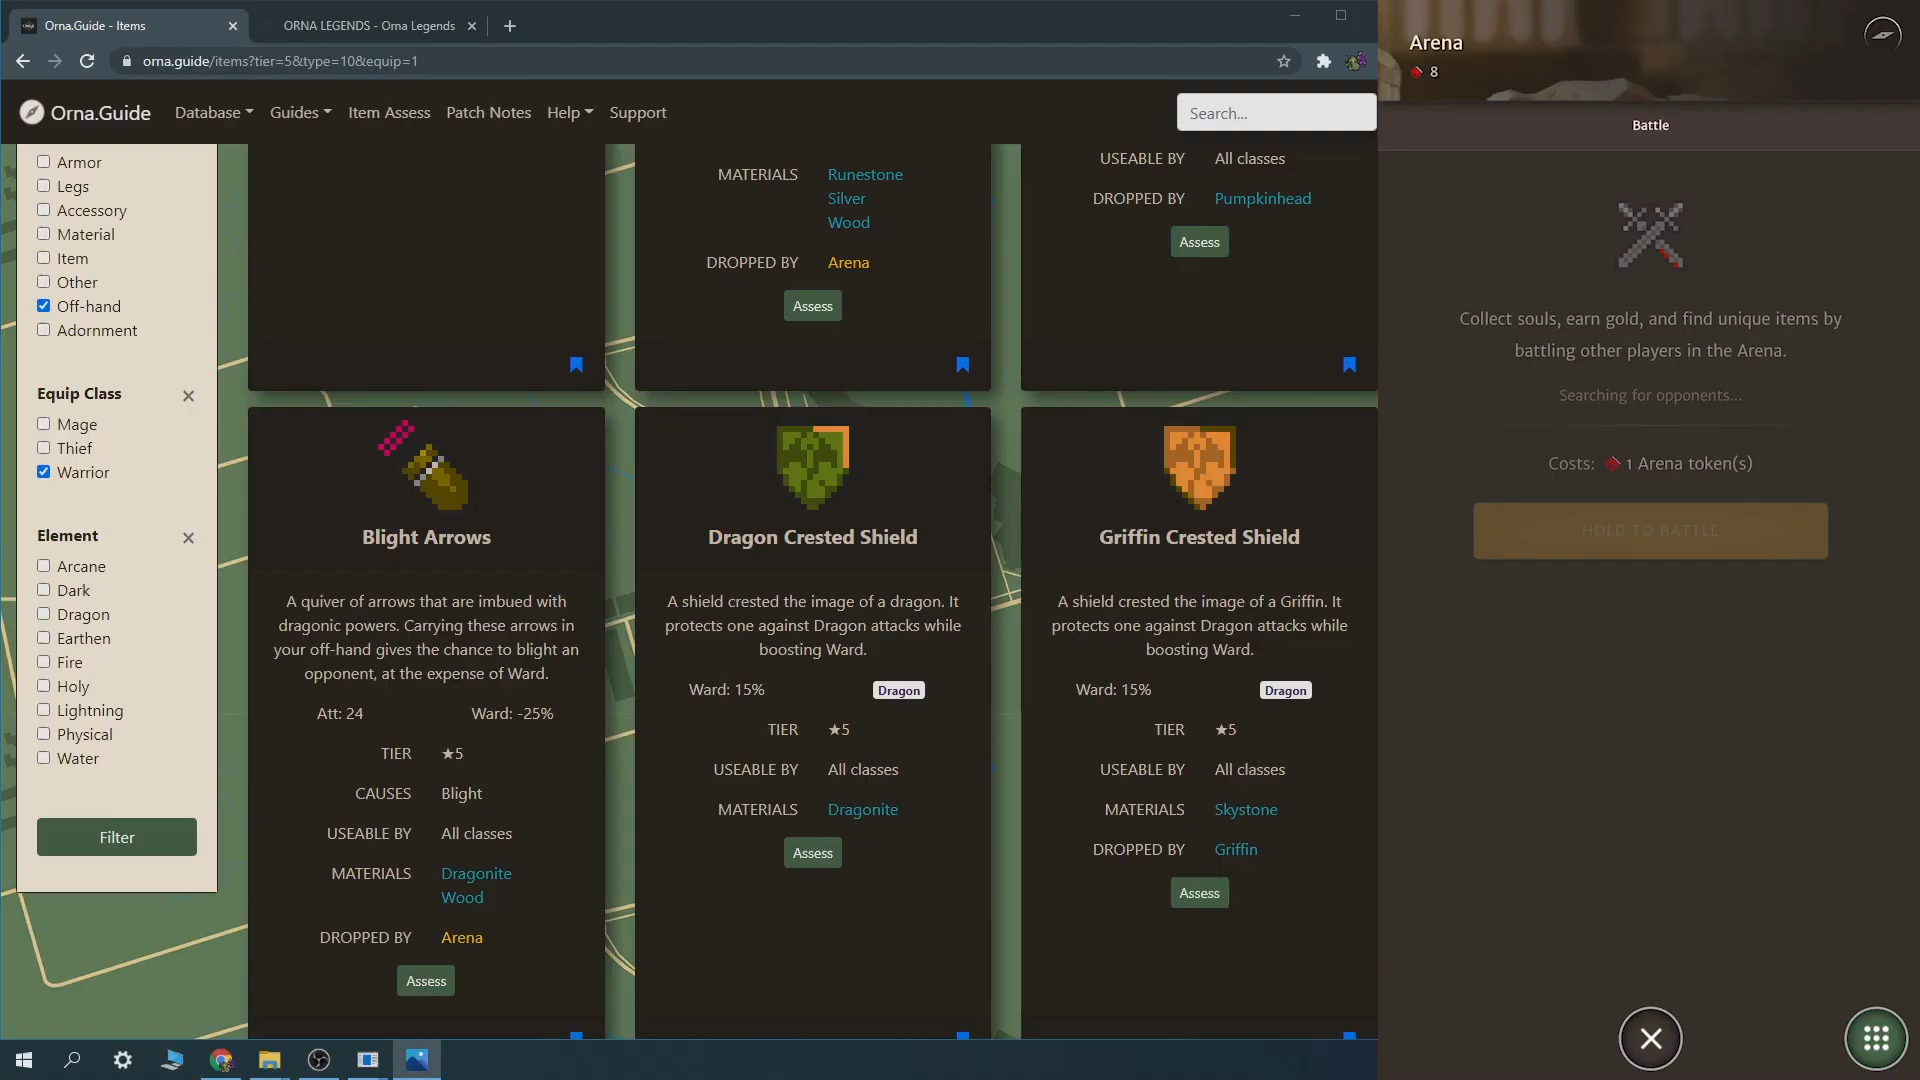 Orna.Guide - Items
ORNA LEGENDS - Orna Legends
orna.guide/items?tier=5&type=10&equip=1
Orna.Guide
Database
Guides
Item Assess
Patch Notes
Help
Support
Search...
Armor
Legs
Accessory
Material
Item
Other
Off-hand
Adornment
Equip Class
Mage
Thief
Warrior
Element
Arcane
Dark
Dragon
Earthen
Fire
Holy
Lightning
Physical
Water
Filter
MATERIALS Runestone
Silver
Wood
DROPPED BY Arena
Assess
USEABLE BY All classes
DROPPED BY Pumpkinhead
Assess
Blight Arrows
A quiver of arrows that are imbued with
dragonic powers. Carrying these arrows in
your off-hand gives the chance to blight an
opponent, at the expense of Ward.
Att: 24 Ward: -25%
TIER ★5
CAUSES Blight
USEABLE BY All classes
MATERIALS Dragonite
Wood
DROPPED BY Arena
Assess
Dragon Crested Shield
A shield crested the image of a dragon. It
protects one against Dragon attacks while
boosting Ward.
Ward: 15% Dragon
TIER ★5
USEABLE BY All classes
MATERIALS Dragonite
Assess
Griffin Crested Shield
A shield crested the image of a Griffin. It
protects one against Dragon attacks while
boosting Ward.
Ward: 15% Dragon
TIER ★5
USEABLE BY All classes
MATERIALS Skystone
DROPPED BY Griffin
Assess
Arena
8
Battle
Collect souls, earn gold, and find unique items by
battling other players in the Arena.
Searching for opponents...
Costs: 1 Arena token(s)
HOLD TO BATTLE